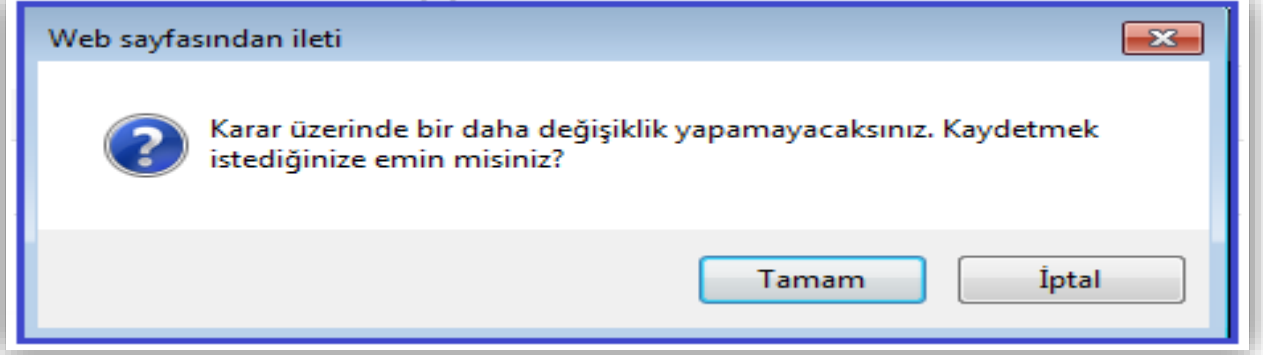 Web sayfasından ileti
Karar üzerinde bir daha değişiklik yapamayacaksınız. Kaydetmek
istediğinize emin misiniz?
Tamam
İptal